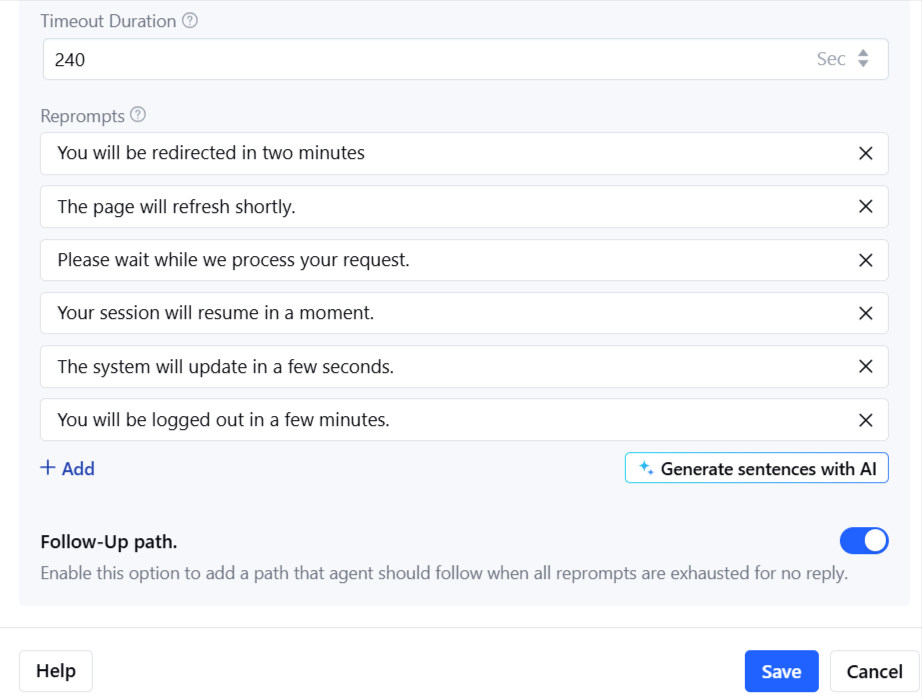 Timeout Duration
240 Sec
Reprompts
You will be redirected in two minutes
The page will refresh shortly.
Please wait while we process your request.
Your session will resume in a moment.
The system will update in a few seconds.
You will be logged out in a few minutes.
+ Add Generate sentences with AI
Follow-Up path.
Enable this option to add a path that agent should follow when all reprompts are exhausted for no reply.
Help Save Cancel